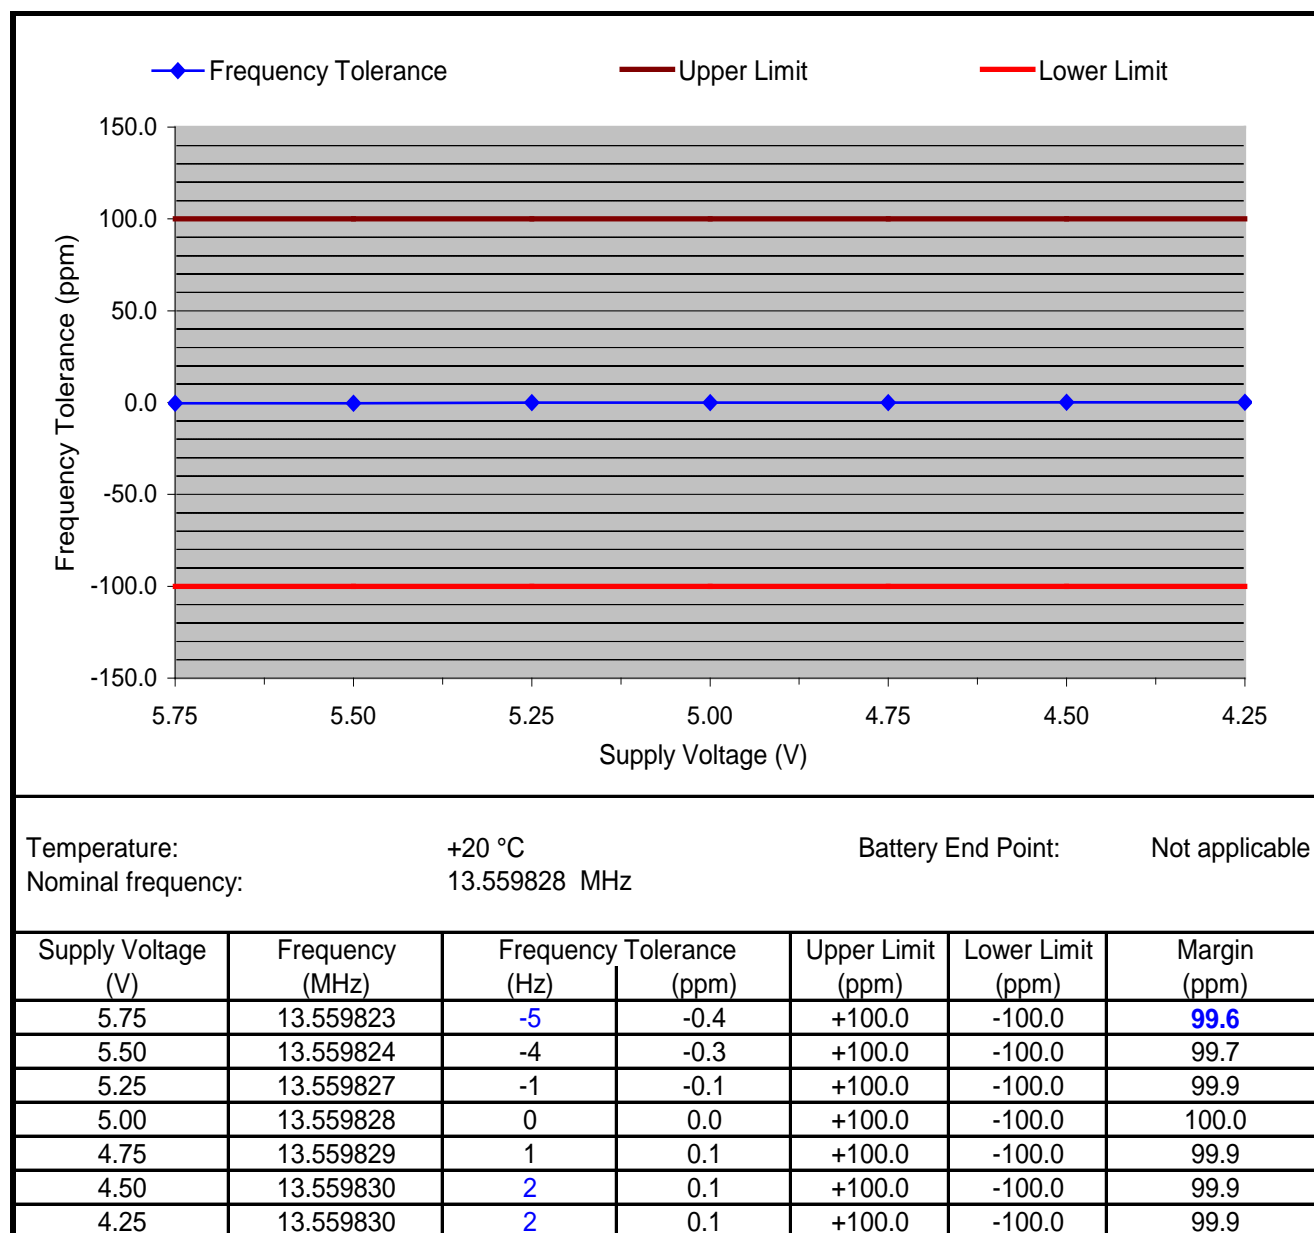 Frequency Tolerance Upper Limit Lower Limit
150.0
100.0
50.0
0.0
-50.0
-100.0
-150.0
Frequency Tolerance (ppm)
5.75 5.50 5.25 5.00 4.75 4.50 4.25
Supply Voltage (V)
Temperature: +20 °C Battery End Point: Not applicable
Nominal frequency: 13.559828 MHz
Supply Voltage Frequency Frequency Tolerance Upper Limit Lower Limit Margin
(V) (MHz) (Hz) (ppm) (ppm) (ppm) (ppm)
5.75 13.559823 -5 -0.4 +100.0 -100.0 99.6
5.50 13.559824 -4 -0.3 +100.0 -100.0 99.7
5.25 13.559827 -1 -0.1 +100.0 -100.0 99.9
5.00 13.559828 0 0.0 +100.0 -100.0 100.0
4.75 13.559829 1 0.1 +100.0 -100.0 99.9
4.50 13.559830 2 0.1 +100.0 -100.0 99.9
4.25 13.559830 2 0.1 +100.0 -100.0 99.9